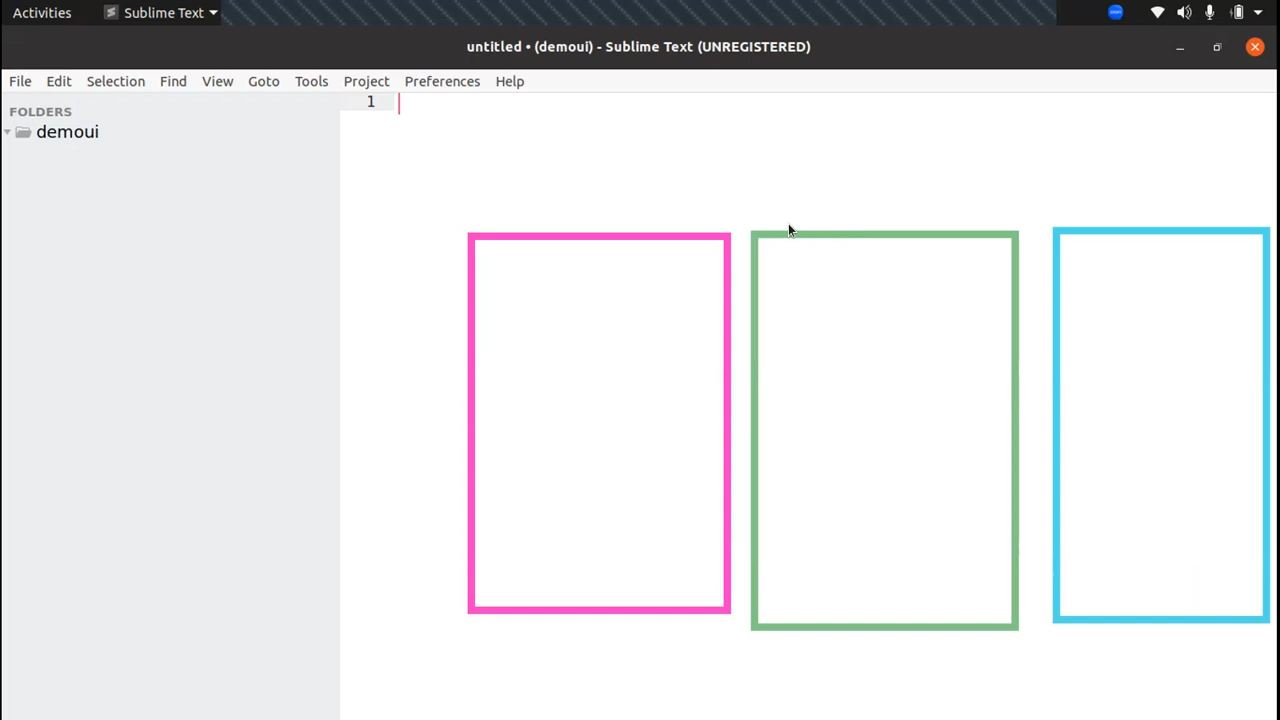 Activities Sublime Text zoom
untitled • (demoui) - Sublime Text (UNREGISTERED)
File Edit Selection Find View Goto Tools Project Preferences Help
FOLDERS
demoui
1